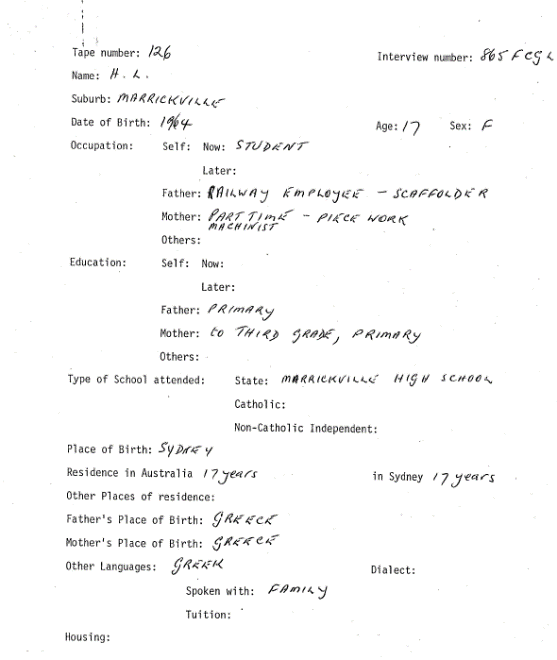 Tape number: 126 Interview number: 865 FCGL
Name: H. L.
Suburb: MARRICKVILLE
Date of Birth: 1964 Age: 17 Sex: F
Occupation: Self: Now: STUDENT
Later:
Father: RAILWAY EMPLOYEE - SCAFFOLDER
Mother: PART TIME - PIECE WORK
MACHINIST
Others:
Education: Self: Now:
Later:
Father: PRIMARY
Mother: to THIRD GRADE, PRIMARY
Others:
Type of School attended: State: MARRICKVILLE HIGH SCHOOL
Catholic:
Non-Catholic Independent:
Place of Birth: SYDNEY
Residence in Australia 17 years in Sydney 17 years
Other Places of residence:
Father's Place of Birth: GREECE
Mother's Place of Birth: GREECE
Other Languages: GREEK Dialect:
Spoken with: FAMILY
Tuition:
Housing: